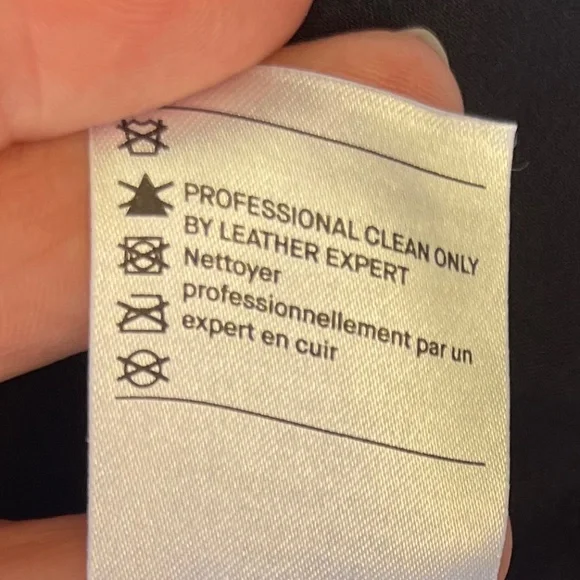 PROFESSIONAL CLEAN ONLY
BY LEATHER EXPERT
Nettoyer
professionnellement par un
expert en cuir